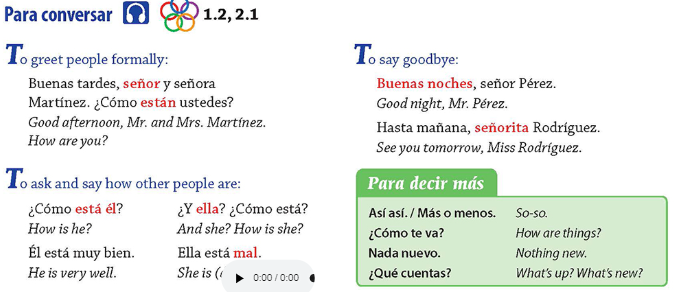 Para conversar 1.2, 2.1
To greet people formally:
Buenas tardes, señor y señora
Martínez. ¿Cómo están ustedes?
Good afternoon, Mr. and Mrs. Martínez.
How are you?
To ask and say how other people are:
¿Cómo está él?
How is he?
Él está muy bien.
He is very well.
¿Y ella? ¿Cómo está?
And she? How is she?
Ella está mal.
She is
0:00 / 0:00
To say goodbye:
Buenas noches, señor Pérez.
Good night, Mr. Pérez.
Hasta mañana, señorita Rodríguez.
See you tomorrow, Miss Rodríguez.
Para decir más
Así así. / Más o menos. So-so.
¿Cómo te va? How are things?
Nada nuevo. Nothing new.
¿Qué cuentas? What's up? What's new?